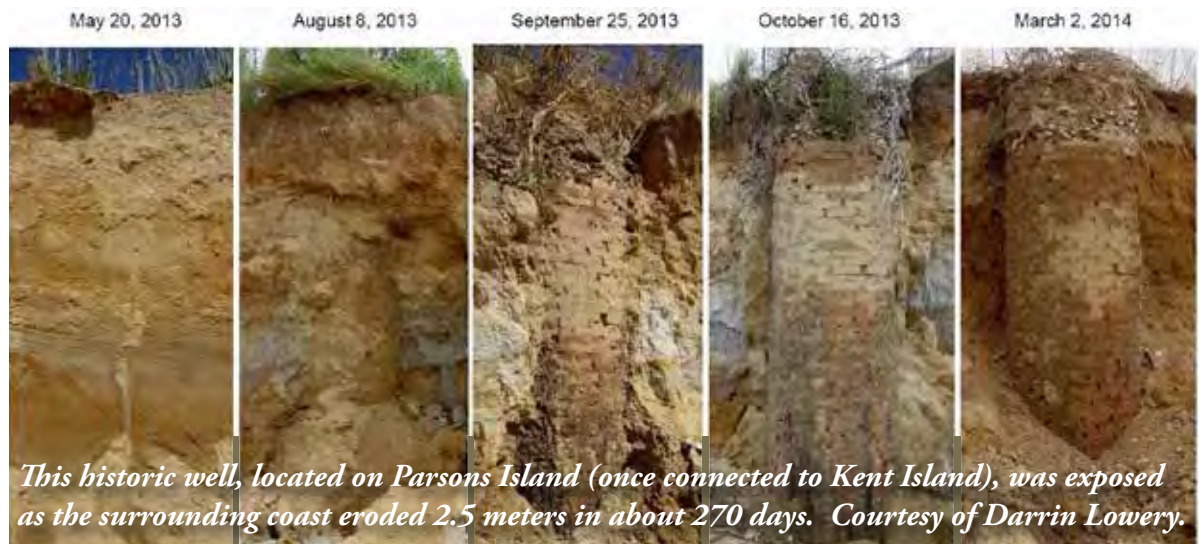 May 20, 2013 August 8, 2013 September 25, 2013 October 16, 2013 March 2, 2014
This historic well, located on Parsons Island (once connected to Kent Island), was exposed
as the surrounding coast eroded 2.5 meters in about 270 days.  Courtesy of Darrin Lowery.